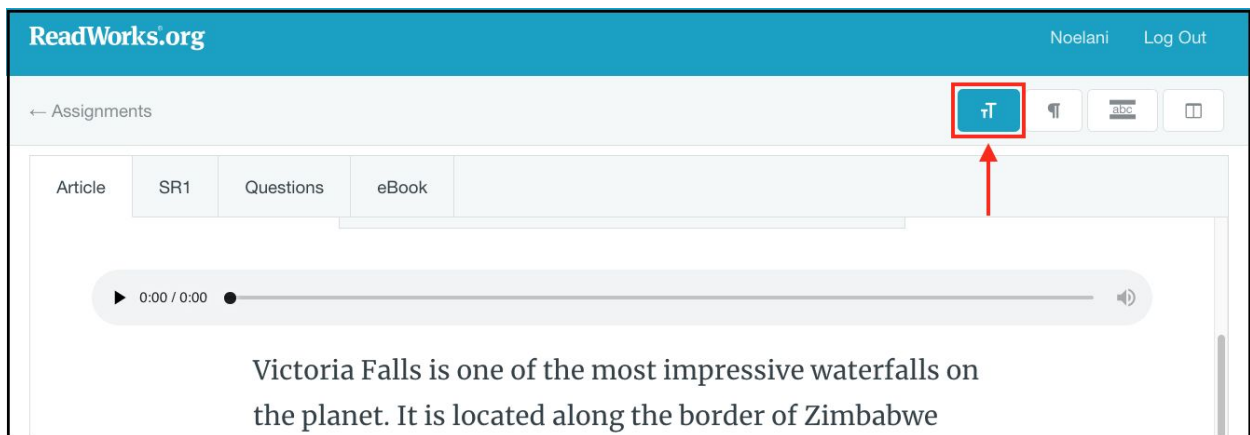 ReadWorks.org
Noelani Log Out
← Assignments
тT ¶ abc
Article SR1 Questions eBook
0:00 / 0:00
Victoria Falls is one of the most impressive waterfalls on
the planet. It is located along the border of Zimbabwe